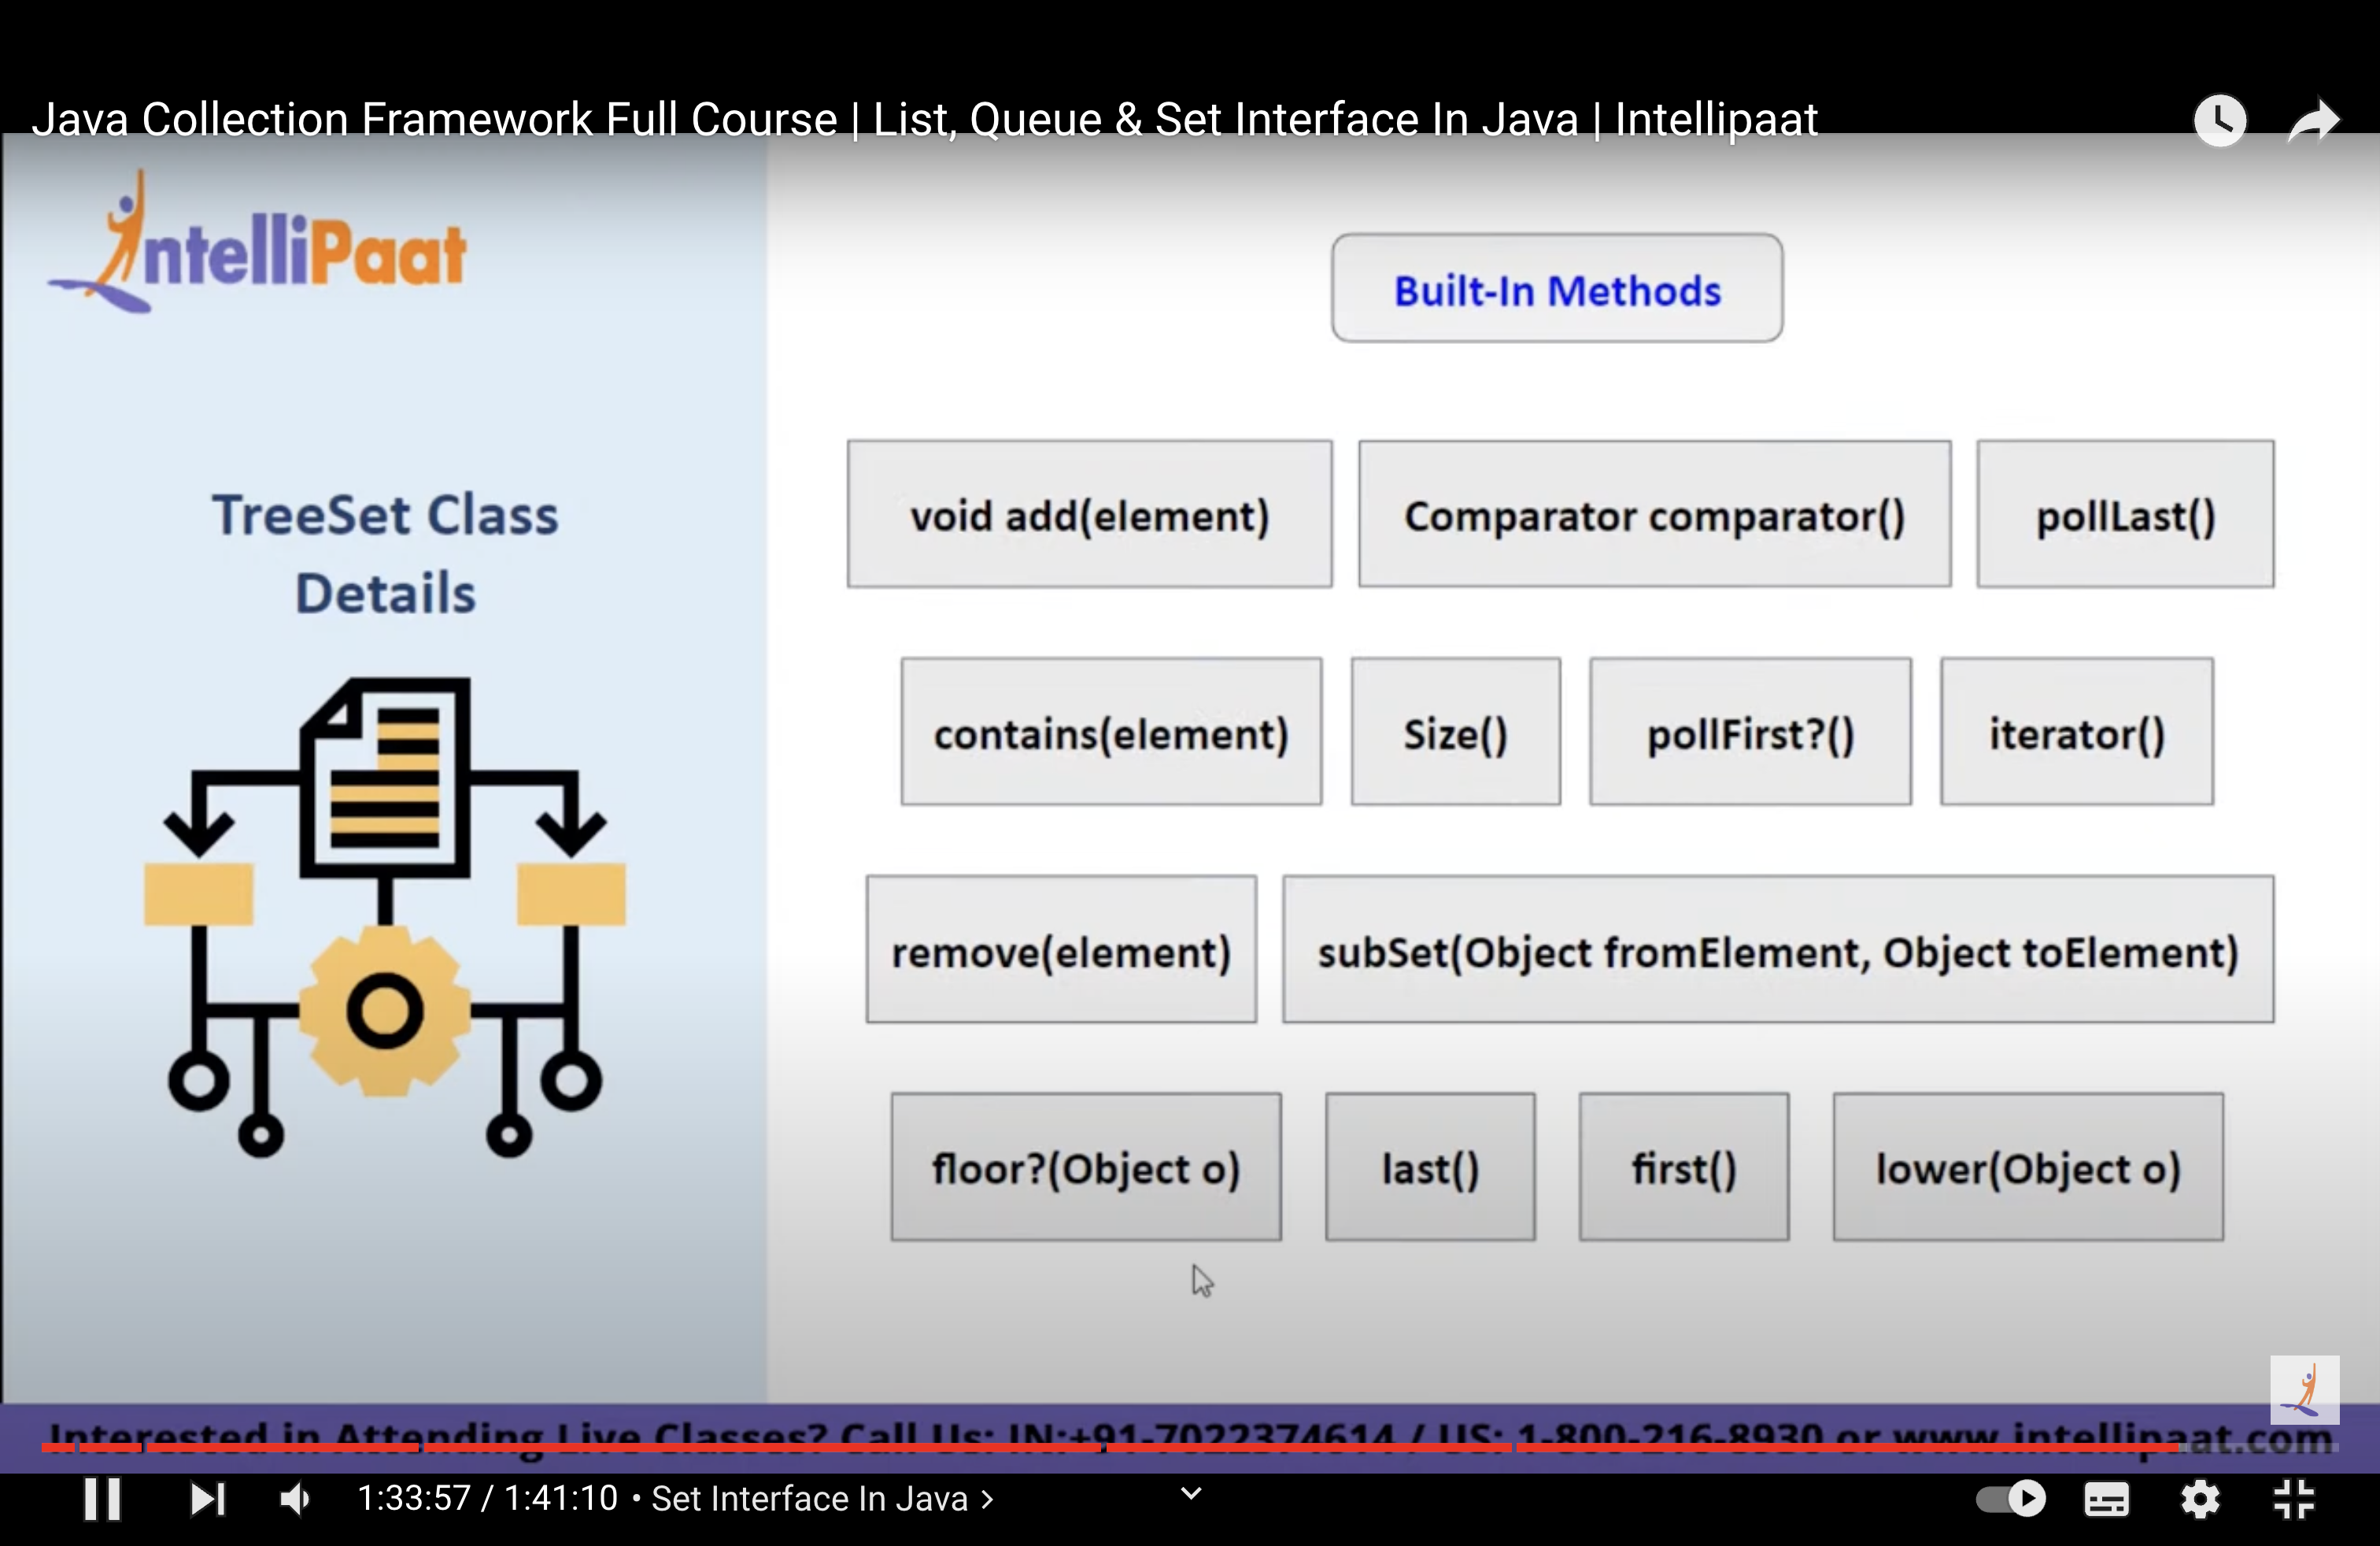 Java Collection Framework Full Course | List, Queue & Set Interface In Java | Intellipaat
IntelliPaat
TreeSet Class
Details
Built-In Methods
void add(element)
Comparator comparator()
pollLast()
contains(element)
Size()
pollFirst?()
iterator()
remove(element)
subSet(Object fromElement, Object toElement)
floor?(Object o)
last()
first()
lower(Object o)
Interested in Attending Live Classes? Call Us: IN:+91-7022374614 / US: 1-800-216-8930 or www.intellipaat.com
1:33:57 / 1:41:10 • Set Interface In Java >